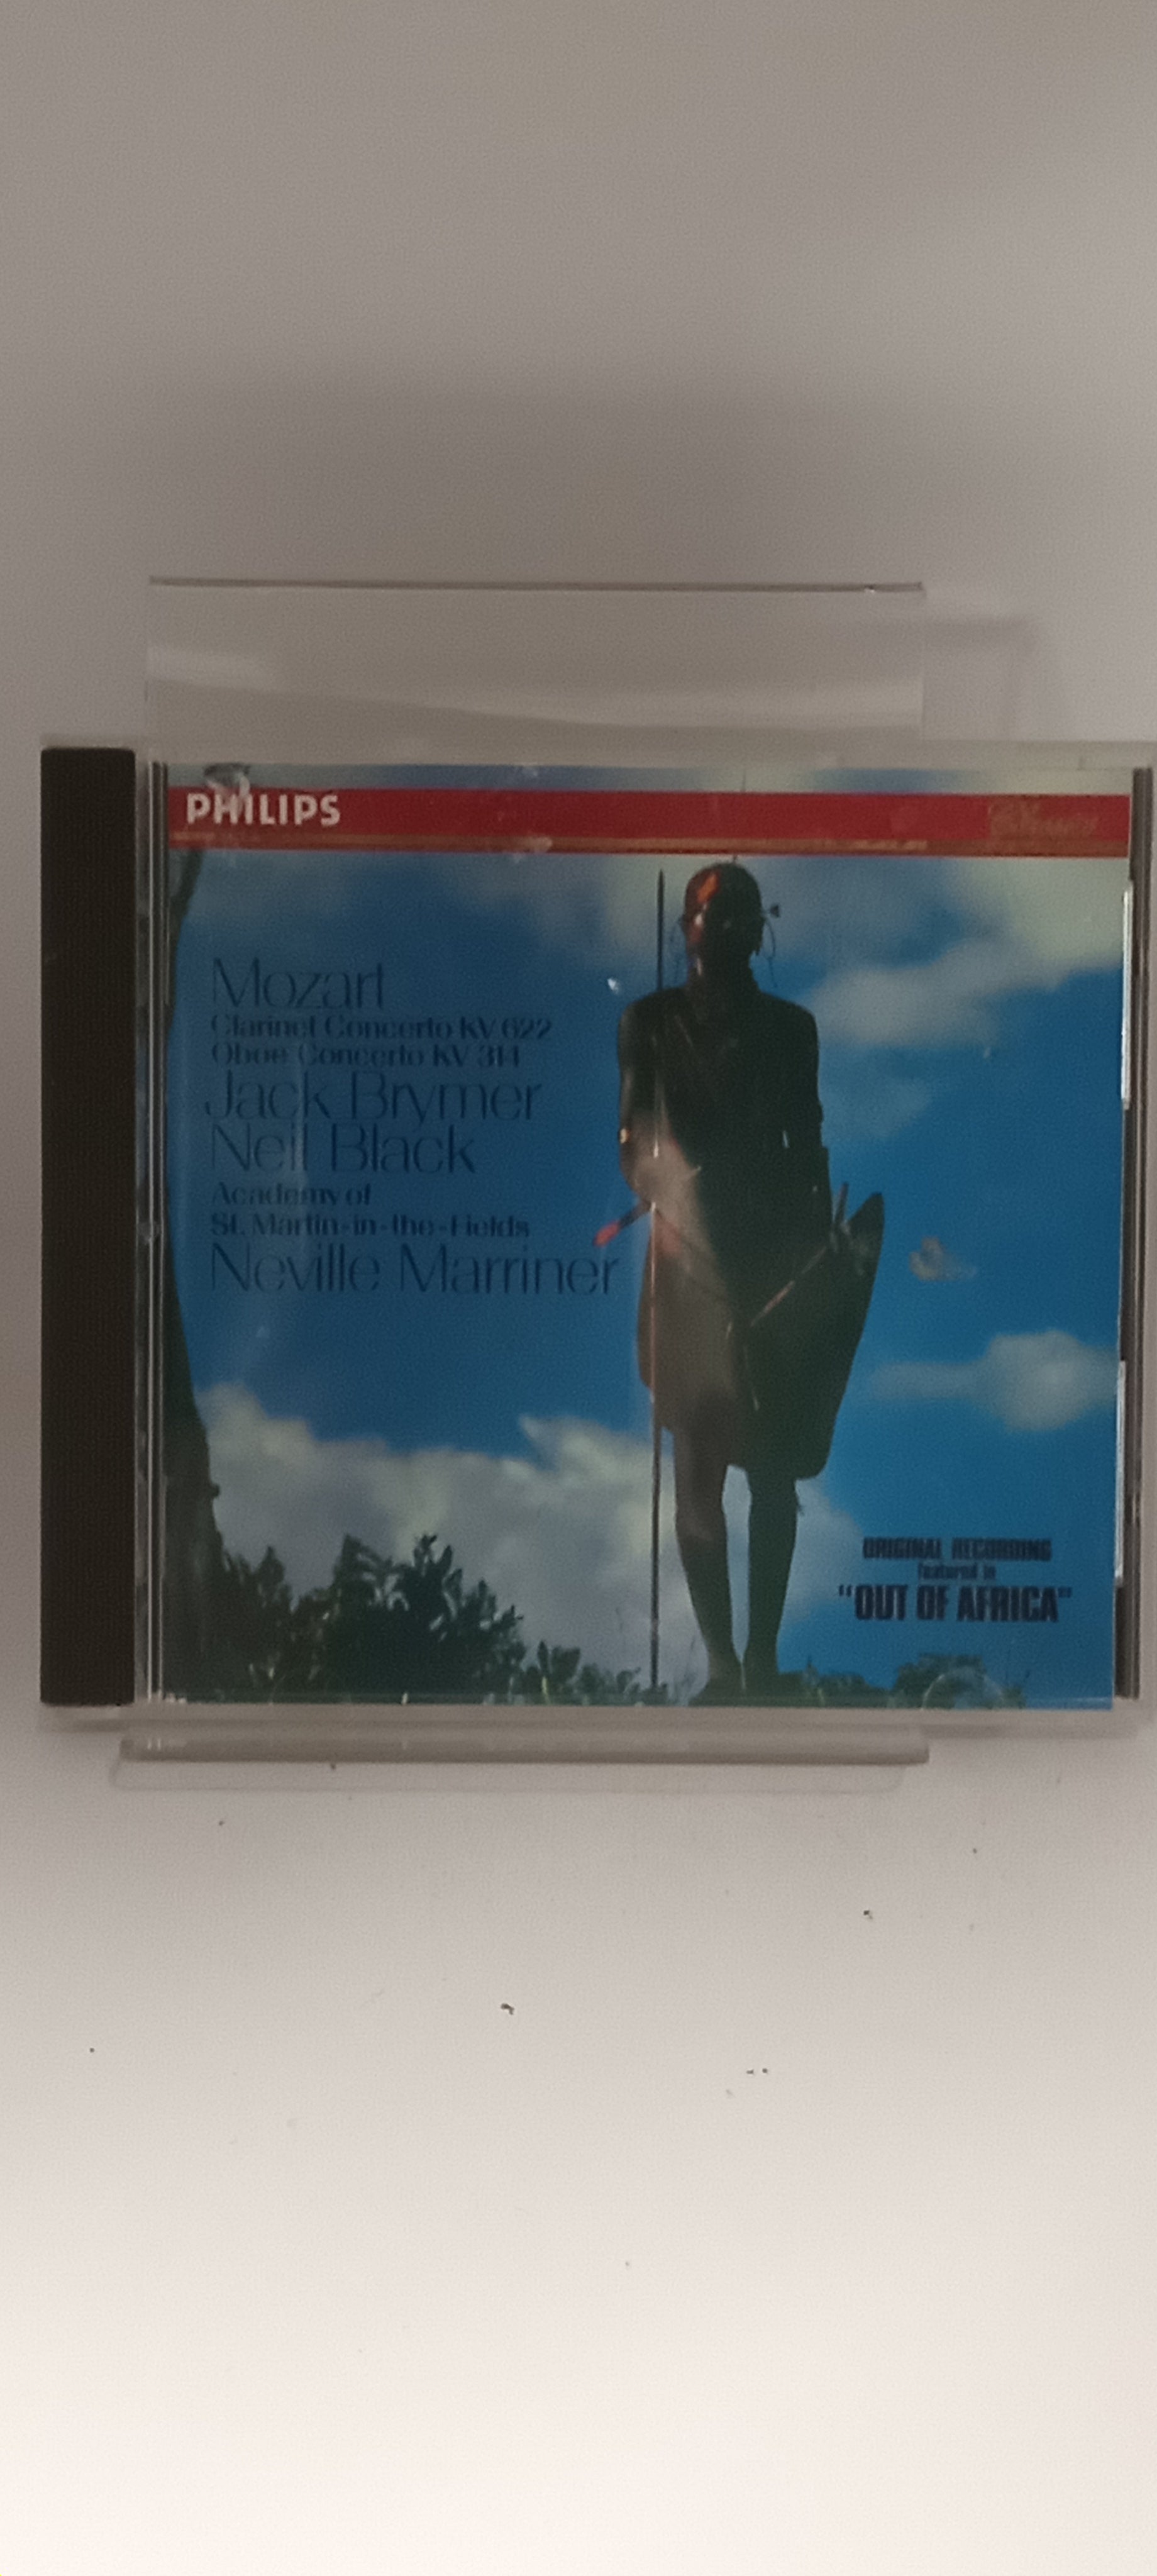 PHILIPS
Classics
Mozart
Clarinet Concerto KV 622
Oboe Concerto KV 314
Jack Brymer
Neil Black
Academy of
St. Martin-in-the-Fields
Neville Marriner
ORIGINAL RECORDING
featured in
"OUT OF AFRICA"